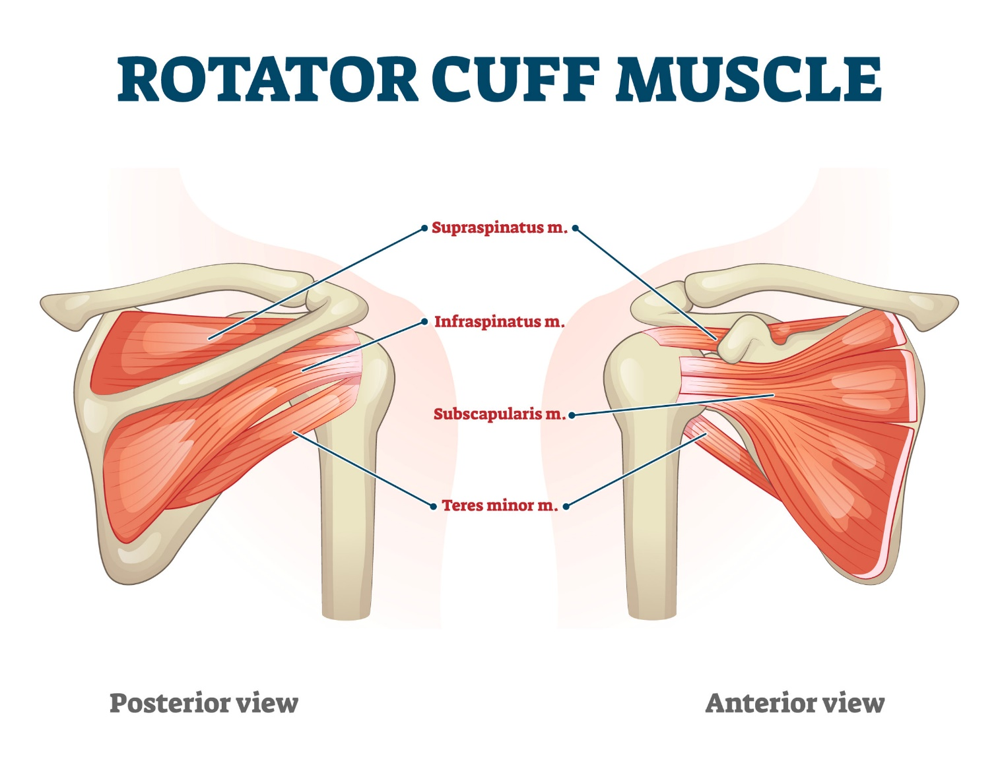 ROTATOR CUFF MUSCLE
Supraspinatus m.
Infraspinatus m.
Subscapularis m.
Teres minor m.
Posterior view
Anterior view